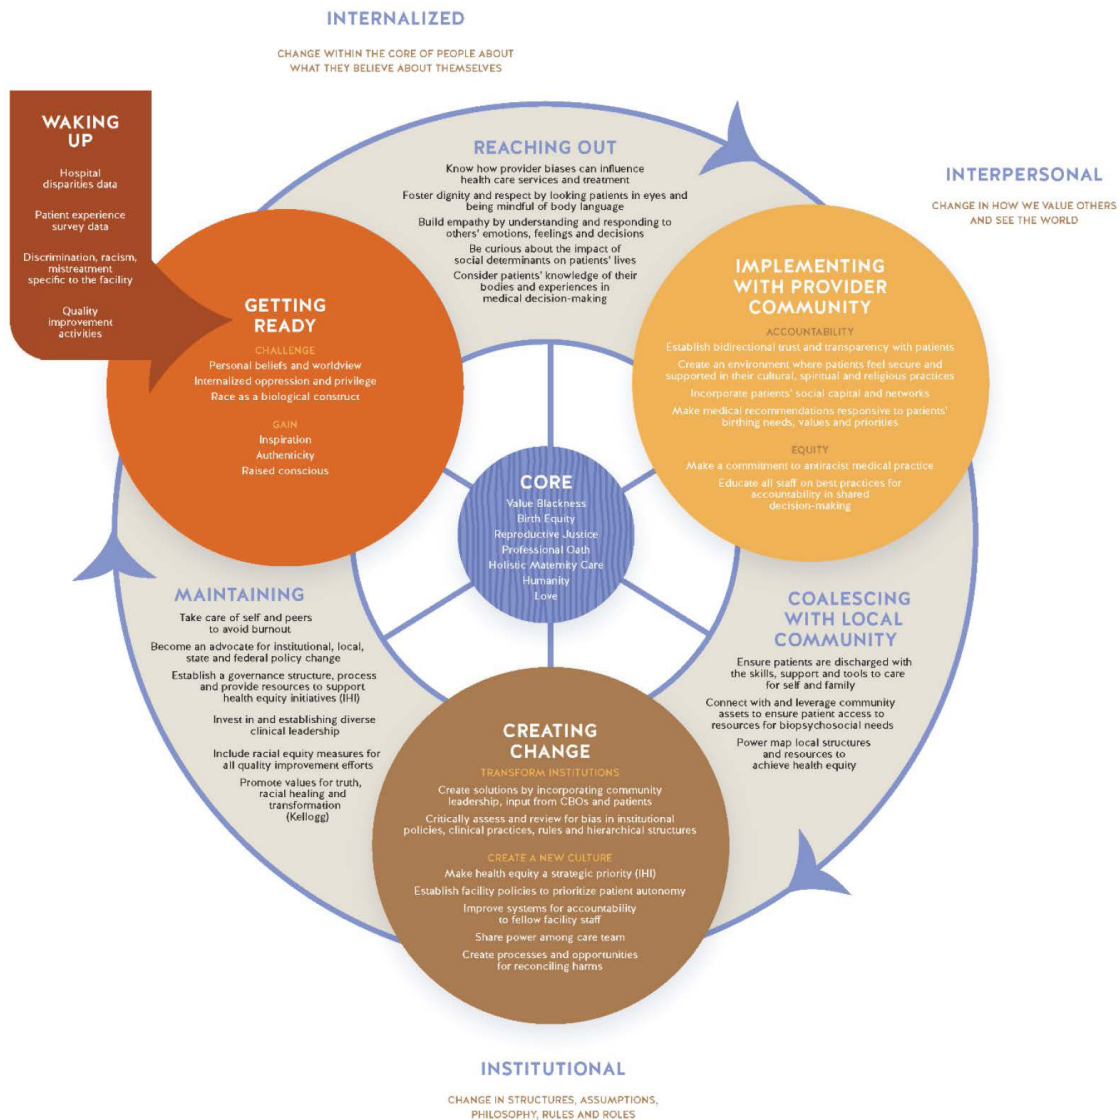 INTERNALIZED
CHANGE WITHIN THE CORE OF PEOPLE ABOUT
WHAT THEY BELIEVE ABOUT THEMSELVES
WAKING
UP
Hospital
disparities data
Patient experience
survey data
Discrimination, racism,
mistreatment
specific to the facility
Quality
improvement
activities
GETTING
READY
CHALLENGE
Personal beliefs and worldview
Internalized oppression and privilege
Race as a biological construct
GAIN
Inspiration
Authenticity
Raised conscious
REACHING OUT
Know how provider biases can influence
health care services and treatment
Foster dignity and respect by looking patients in eyes and
being mindful of body language
Build empathy by understanding and responding to
others' emotions, feelings and decisions
Be curious about the impact of
social determinants on patients' lives
Consider patients' knowledge of their
bodies and experiences in
medical decision-making
INTERPERSONAL
CHANGE IN HOW WE VALUE OTHERS
AND SEE THE WORLD
IMPLEMENTING
WITH PROVIDER
COMMUNITY
ACCOUNTABILITY
Establish bidirectional trust and transparency with patients
Create an environment where patients feel secure and
supported in their cultural, spiritual and religious practices
Incorporate patients' social capital and networks
Make medical recommendations responsive to patients'
birthing needs, values and priorities
EQUITY
Make a commitment to antiracist medical practice
Educate all staff on best practices for
accountability in shared
decision-making
CORE
Value Blackness
Birth Equity
Reproductive Justice
Professional Oath
Holistic Maternity Care
Humanity
Love
COALESCING
WITH LOCAL
COMMUNITY
Ensure patients are discharged with
the skills, support and tools to care
for self and family
Connect with and leverage community
assets to ensure patient access to
resources for biopsychosocial needs
Power map local structures
and resources to
achieve health equity
CREATING
CHANGE
TRANSFORM INSTITUTIONS
Create solutions by incorporating community
leadership, input from CBOs and patients
Critically assess and review for bias in institutional
policies, clinical practices, rules and hierarchical structures
CREATE A NEW CULTURE
Make health equity a strategic priority (IHI)
Establish facility policies to prioritize patient autonomy
Improve systems for accountability
to fellow facility staff
Share power among care team
Create processes and opportunities
for reconciling harms
MAINTAINING
Take care of self and peers
to avoid burnout
Become an advocate for institutional, local,
state and federal policy change
Establish a governance structure, process
and provide resources to support
health equity initiatives (IHI)
Invest in and establishing diverse
clinical leadership
Include racial equity measures for
all quality improvement efforts
Promote values for truth,
racial healing and
transformation
(Kellogg)
INSTITUTIONAL
CHANGE IN STRUCTURES, ASSUMPTIONS,
PHILOSOPHY, RULES AND ROLES